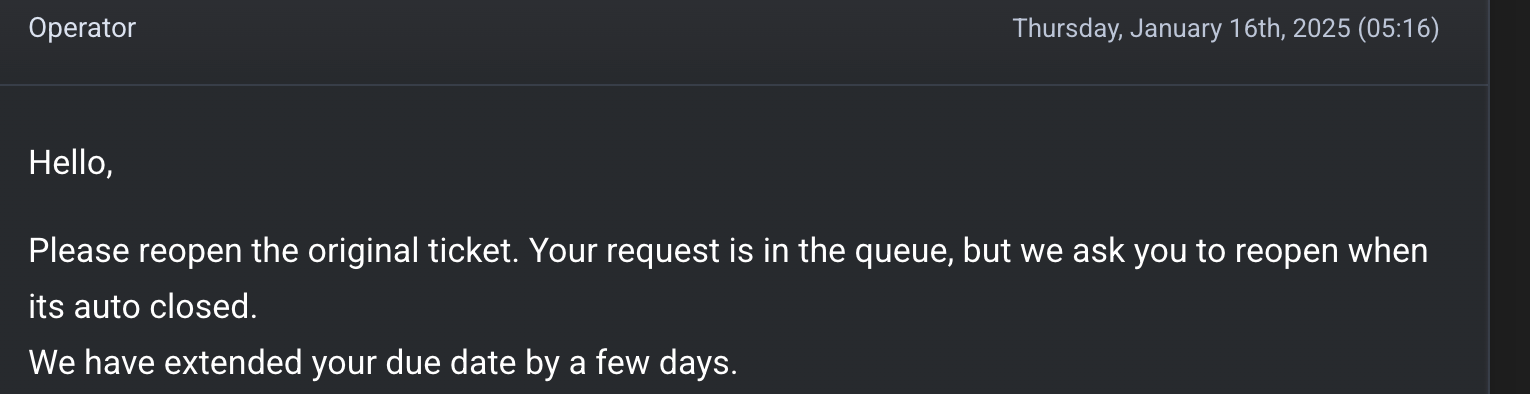 Operator
Thursday, January 16th, 2025 (05:16)
Hello,
Please reopen the original ticket. Your request is in the queue, but we ask you to reopen when
its auto closed.
We have extended your due date by a few days.